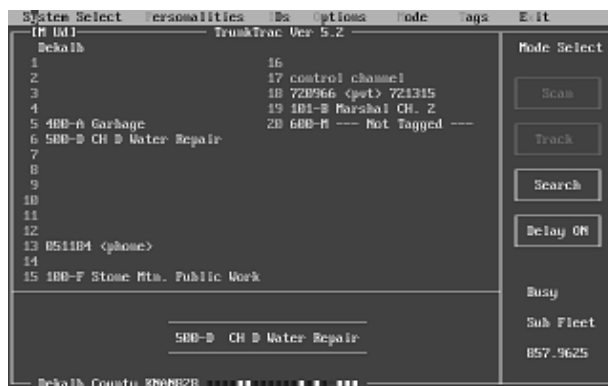 System Select Personalities IDs Options Mode Tags Exit
TrunkTrac Ver 5.2
Dekalb
Mode Select
1
2
3
4
5 400-A Garbage
6 500-D CH D Water Repair
7
8
9
10
11
12
13 051104 <phone>
14
15 100-F Stone Mtn. Public Work
16
17 control channel
18 720966 <pvt> 721315
19 101-B Marshal CH. 2
20 600-M --- Not Tagged ---
Scan
Track
Search
Delay ON
Busy
Sub Fleet
857.9625
500-D CH D Water Repair
Dekalb County